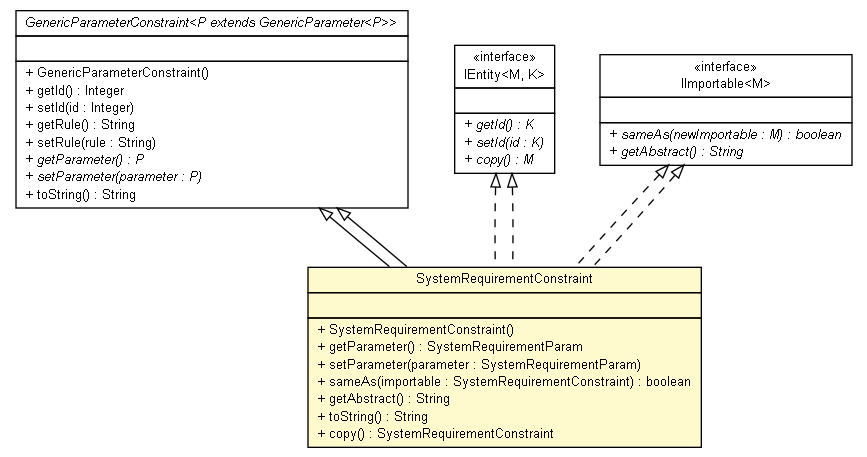 GenericParameterConstraint<P extends GenericParameter<P>>
+ GenericParameterConstraint()
+ getId() : Integer
+ setId(id : Integer)
+ getRule() : String
+ setRule(rule : String)
+ getParameter() : P
+ setParameter(parameter : P)
+ toString() : String
«interface»
IEntity<M, K>
+ getId() : K
+ setId(id : K)
+ copy() : M
«interface»
IImportable<M>
+ sameAs(newImportable : M) : boolean
+ getAbstract() : String
SystemRequirementConstraint
+ SystemRequirementConstraint()
+ getParameter() : SystemRequirementParam
+ setParameter(parameter : SystemRequirementParam)
+ sameAs(importable : SystemRequirementConstraint) : boolean
+ getAbstract() : String
+ toString() : String
+ copy() : SystemRequirementConstraint